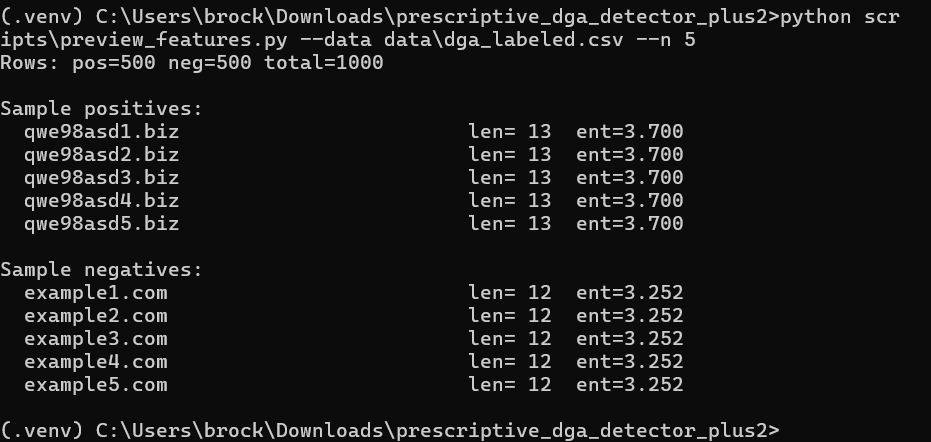 (.venv) C:\Users\brock\Downloads\prescriptive_dga_detector_plus2>python scr
ipts\preview_features.py --data data\dga_labeled.csv --n 5
Rows: pos=500 neg=500 total=1000
Sample positives:
qwe98asd1.biz len= 13 ent=3.700
qwe98asd2.biz len= 13 ent=3.700
qwe98asd3.biz len= 13 ent=3.700
qwe98asd4.biz len= 13 ent=3.700
qwe98asd5.biz len= 13 ent=3.700
Sample negatives:
example1.com len= 12 ent=3.252
example2.com len= 12 ent=3.252
example3.com len= 12 ent=3.252
example4.com len= 12 ent=3.252
example5.com len= 12 ent=3.252
(.venv) C:\Users\brock\Downloads\prescriptive_dga_detector_plus2>